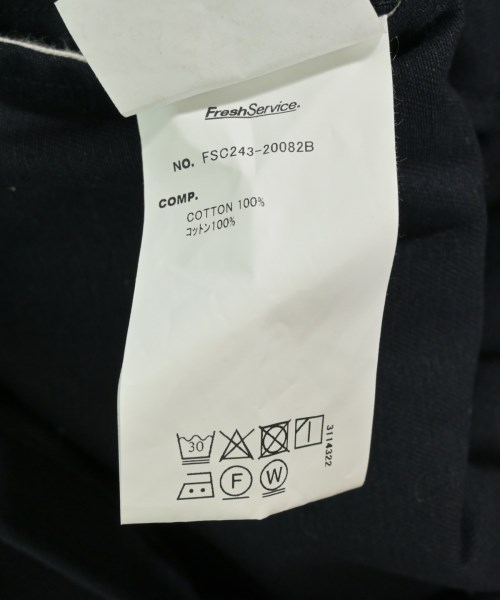 FreshService.
NO. FSC243-20082B
COMP.
COTTON 100%
コットン100%
30
3114322
F
W